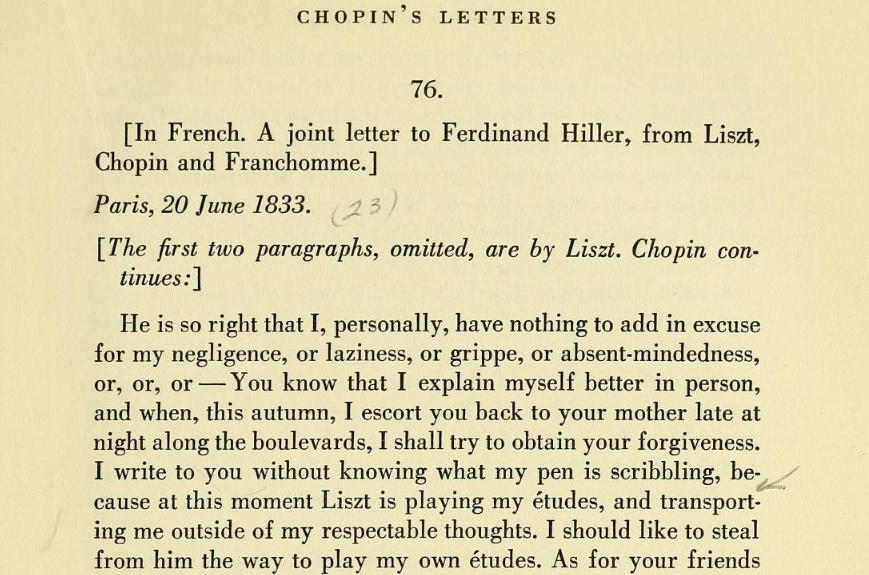 CHOPIN'S LETTERS
76.
[In French. A joint letter to Ferdinand Hiller, from Liszt,
Chopin and Franchomme.]
Paris, 20 June 1833. (23)
[The first two paragraphs, omitted, are by Liszt. Chopin con-
tinues:]
He is so right that I, personally, have nothing to add in excuse
for my negligence, or laziness, or grippe, or absent-mindedness,
or, or, or — You know that I explain myself better in person,
and when, this autumn, I escort you back to your mother late at
night along the boulevards, I shall try to obtain your forgiveness.
I write to you without knowing what my pen is scribbling, be-
cause at this moment Liszt is playing my études, and transport-
ing me outside of my respectable thoughts. I should like to steal
from him the way to play my own études. As for your friends